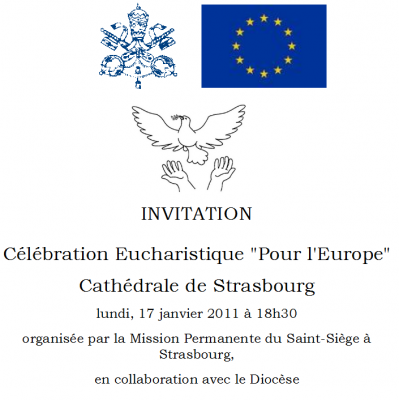 INVITATION
Célébration Eucharistique "Pour l'Europe"
Cathédrale de Strasbourg
lundi, 17 janvier 2011 à 18h30
organisée par la Mission Permanente du Saint-Siège à
Strasbourg,
en collaboration avec le Diocèse